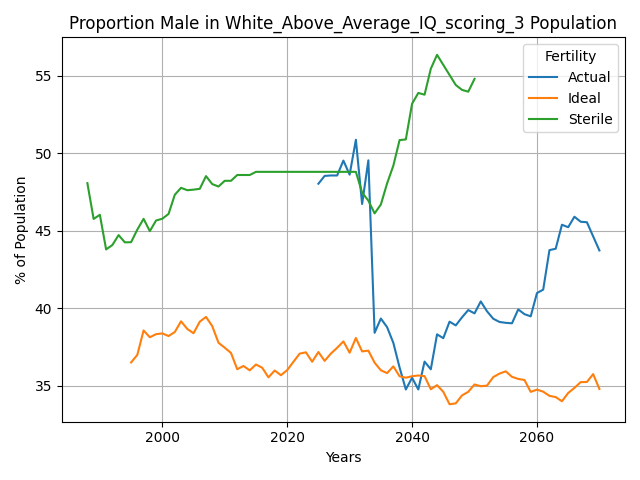 Proportion Male in White_Above_Average_IQ_scoring_3 Population
Fertility
Actual
Ideal
Sterile
% of Population
55
50
45
40
35
2000
2020
2040
2060
Years